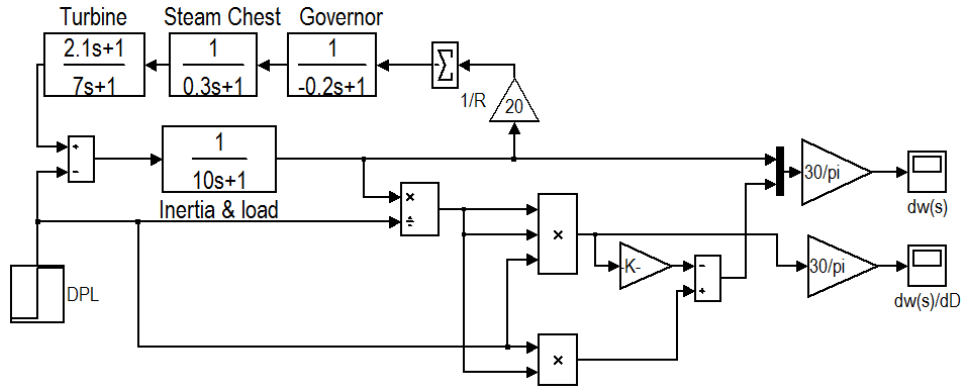 Turbine Steam Chest Governor
2.1s+1
7s+1
1
0.3s+1
1
-0.2s+1
Σ
1/R
20
+
-
1
10s+1
Inertia & load
×
÷
×
-K-
-
+
×
30/pi
dw(s)
30/pi
dw(s)/dD
DPL